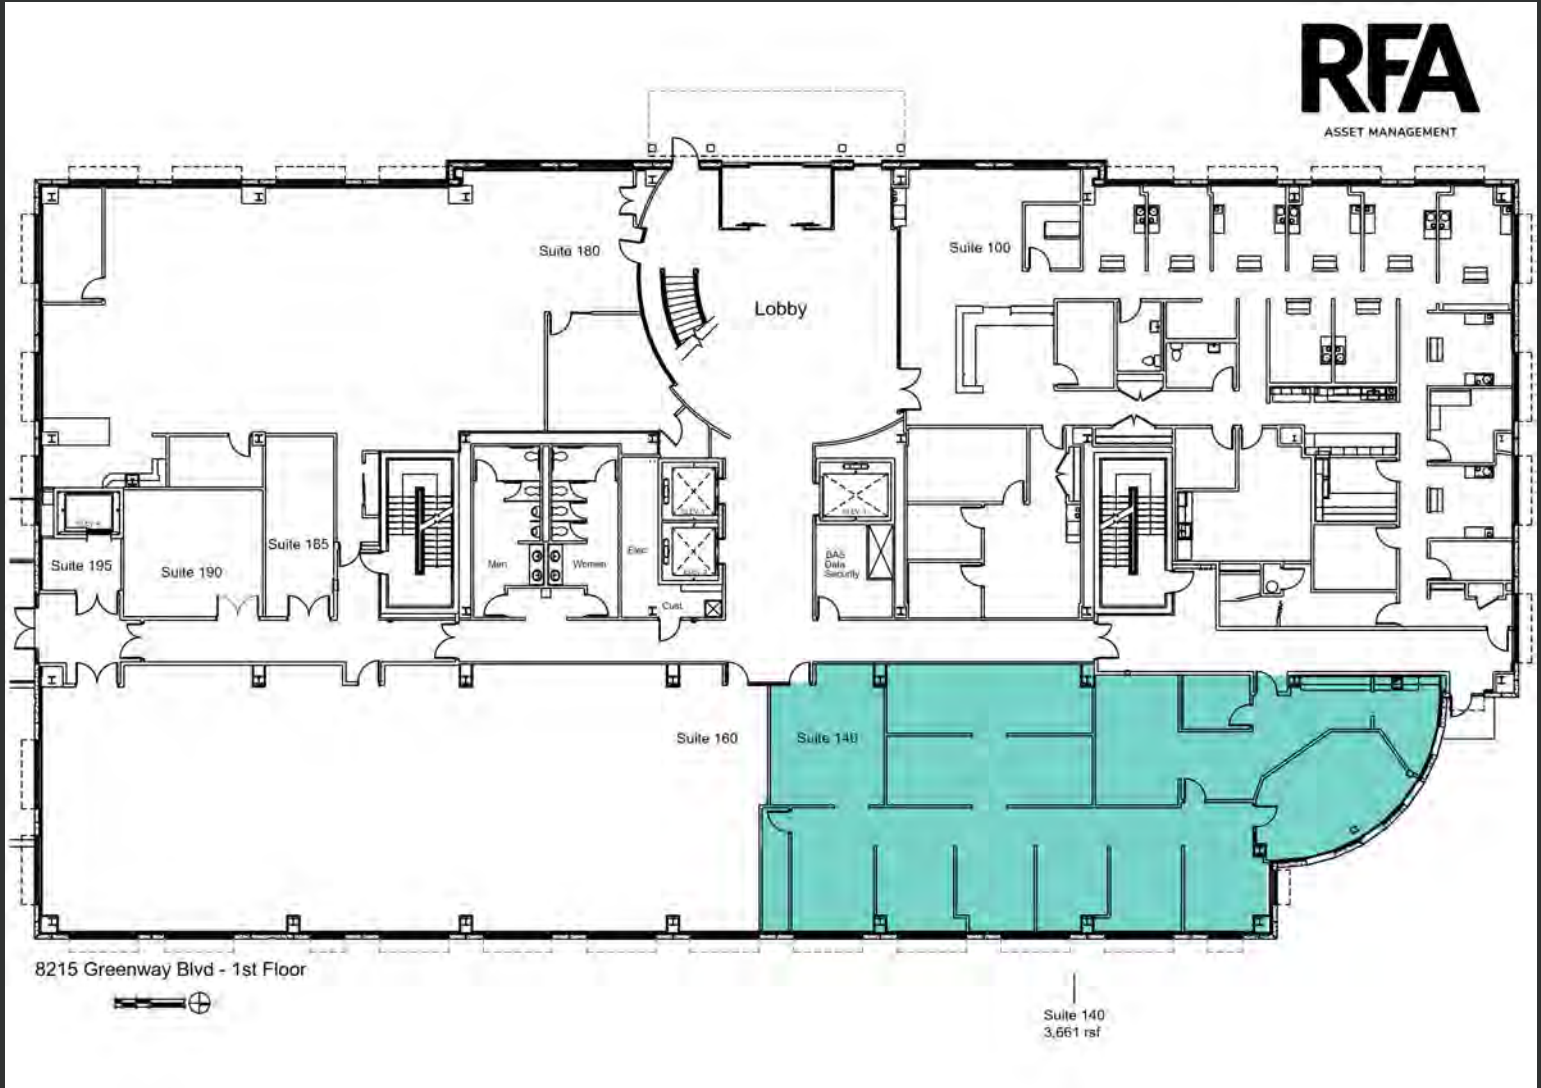 RFA
ASSET MANAGEMENT
Suite 180
Suite 100
Lobby
Suite 195
Suite 190
Suite 185
Men
Women
Elec
Cust.
BAS
Data
Security
Suite 160
Suite 140
8215 Greenway Blvd - 1st Floor
Suite 140
3,661 rsf